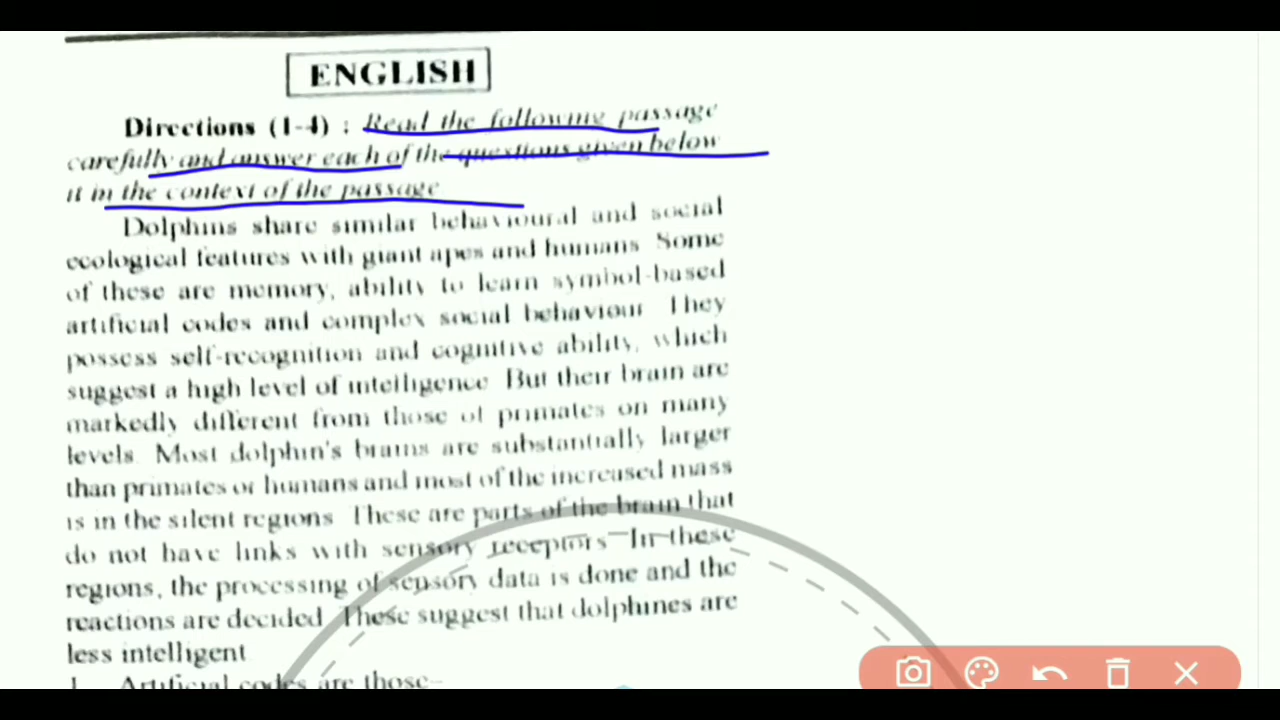 ENGLISH
Directions (1-4) : Read the following passage
carefully and answer each of the questions given below
it in the context of the passage
Dolphins share similar behavioural and social
ecological features with giant apes and humans Some
of these are memory, ability to learn symbol-based
artificial codes and complex social behaviour They
possess self-recognition and cognitive ability, which
suggest a high level of intelligence But their brain are
markedly different from those of primates on many
levels. Most dolphin's brains are substantially larger
than primates or humans and most of the increased mass
is in the silent regions These are parts of the brain that
do not have links with sensory receptors In these
regions, the processing of sensory data is done and the
reactions are decided These suggest that dolphines are
less intelligent
1. Artificial codes are those–